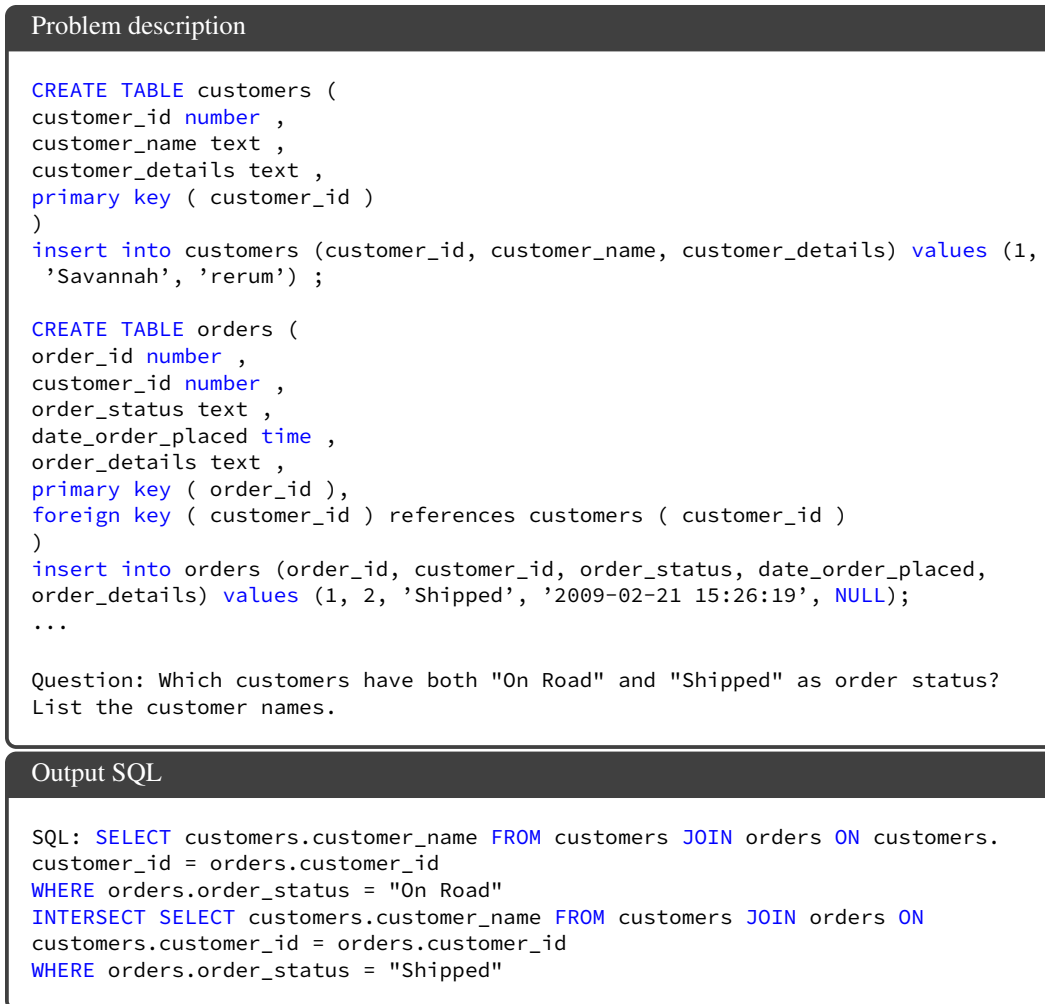 Problem description
CREATE TABLE customers (
customer_id number ,
customer_name text ,
customer_details text ,
primary key ( customer_id )
)
insert into customers (customer_id, customer_name, customer_details) values (1,
 ’Savannah’, ’rerum’) ;
CREATE TABLE orders (
order_id number ,
customer_id number ,
order_status text ,
date_order_placed time ,
order_details text ,
primary key ( order_id ),
foreign key ( customer_id ) references customers ( customer_id )
)
insert into orders (order_id, customer_id, order_status, date_order_placed,
order_details) values (1, 2, ’Shipped’, ’2009-02-21 15:26:19’, NULL);
...
Question: Which customers have both "On Road" and "Shipped" as order status?
List the customer names.
Output SQL
SQL: SELECT customers.customer_name FROM customers JOIN orders ON customers.
customer_id = orders.customer_id
WHERE orders.order_status = "On Road"
INTERSECT SELECT customers.customer_name FROM customers JOIN orders ON
customers.customer_id = orders.customer_id
WHERE orders.order_status = "Shipped"